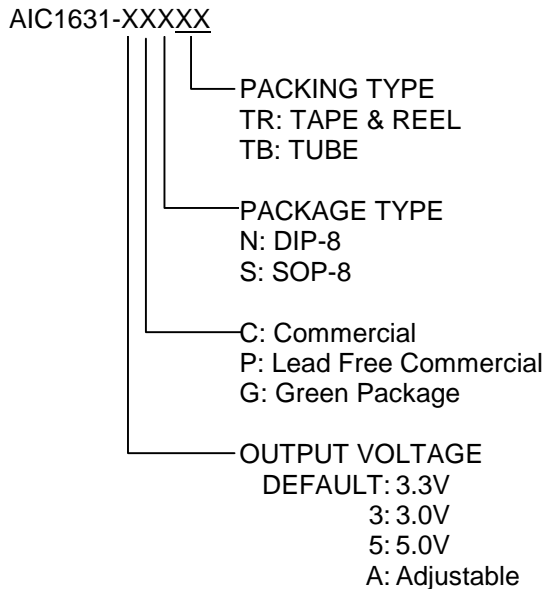 AIC1631-XXXXX
PACKING TYPE
TR: TAPE & REEL
TB: TUBE
PACKAGE TYPE
N: DIP-8
S: SOP-8
C: Commercial
P: Lead Free Commercial
G: Green Package
OUTPUT VOLTAGE
DEFAULT: 3.3V
3: 3.0V
5: 5.0V
A: Adjustable